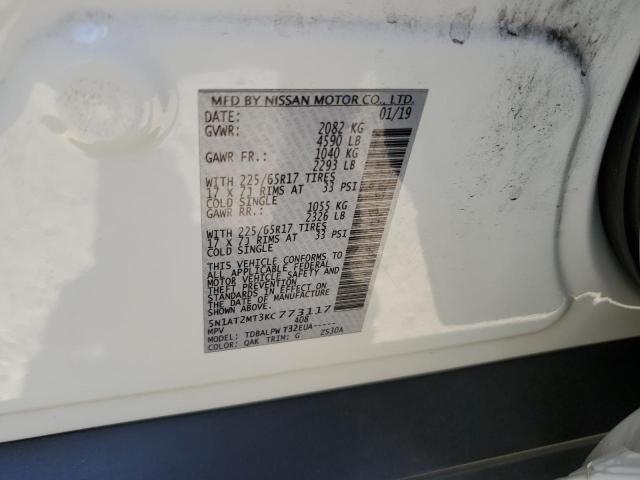 MFD BY NISSAN MOTOR CO., LTD.
DATE: 01/19
GVWR: 2082 KG
4590 LB
GAWR FR.: 1040 KG
2293 LB
WITH 225/65R17 TIRES
17 X 7J RIMS AT 33 PSI
COLD SINGLE
GAWR RR.: 1055 KG
2326 LB
WITH 225/65R17 TIRES
17 X 7J RIMS AT 33 PSI
COLD SINGLE
THIS VEHICLE CONFORMS TO
ALL APPLICABLE FEDERAL
MOTOR VEHICLE SAFETY AND
THEFT PREVENTION
STANDARDS IN EFFECT ON
THE DATE OF MANUFACTURE
SHOWN ABOVE.
5N1AT2MT3KC773117
MPV 408
MODEL: TDBALPW T32EUA-----
COLOR: QAK TRIM: G ZS30A